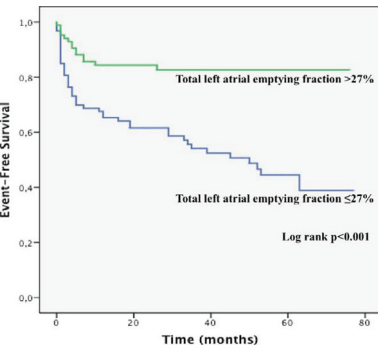 1,0
0,8
0,6
0,4
0,2
0,0
Event-Free Survival
Total left atrial emptying fraction >27%
Total left atrial emptying fraction ≤27%
Log rank p<0.001
0 20 40 60 80
Time (months)